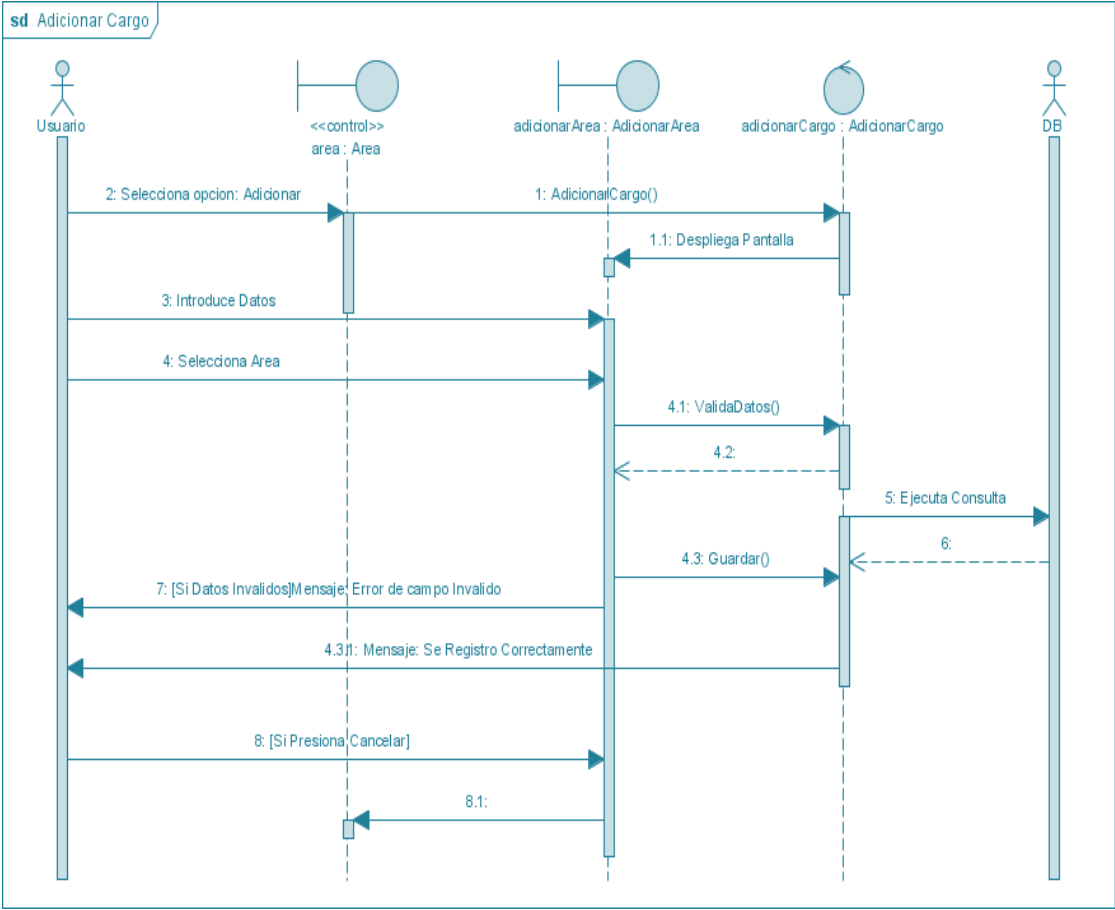 sd Adicionar Cargo
Usuario
<<control>>
area : Area
adicionarArea : AdicionarArea
adicionarCargo : AdicionarCargo
DB
2: Selecciona opcion: Adicionar
1: AdicionarCargo()
1.1: Despliega Pantalla
3: Introduce Datos
4: Selecciona Area
4.1: ValidaDatos()
4.2:
5: Ejecuta Consulta
6:
4.3: Guardar()
7: [Si Datos Invalidos]Mensaje: Error de campo Invalido
4.3.1: Mensaje: Se Registro Correctamente
8: [Si Presiona Cancelar]
8.1: